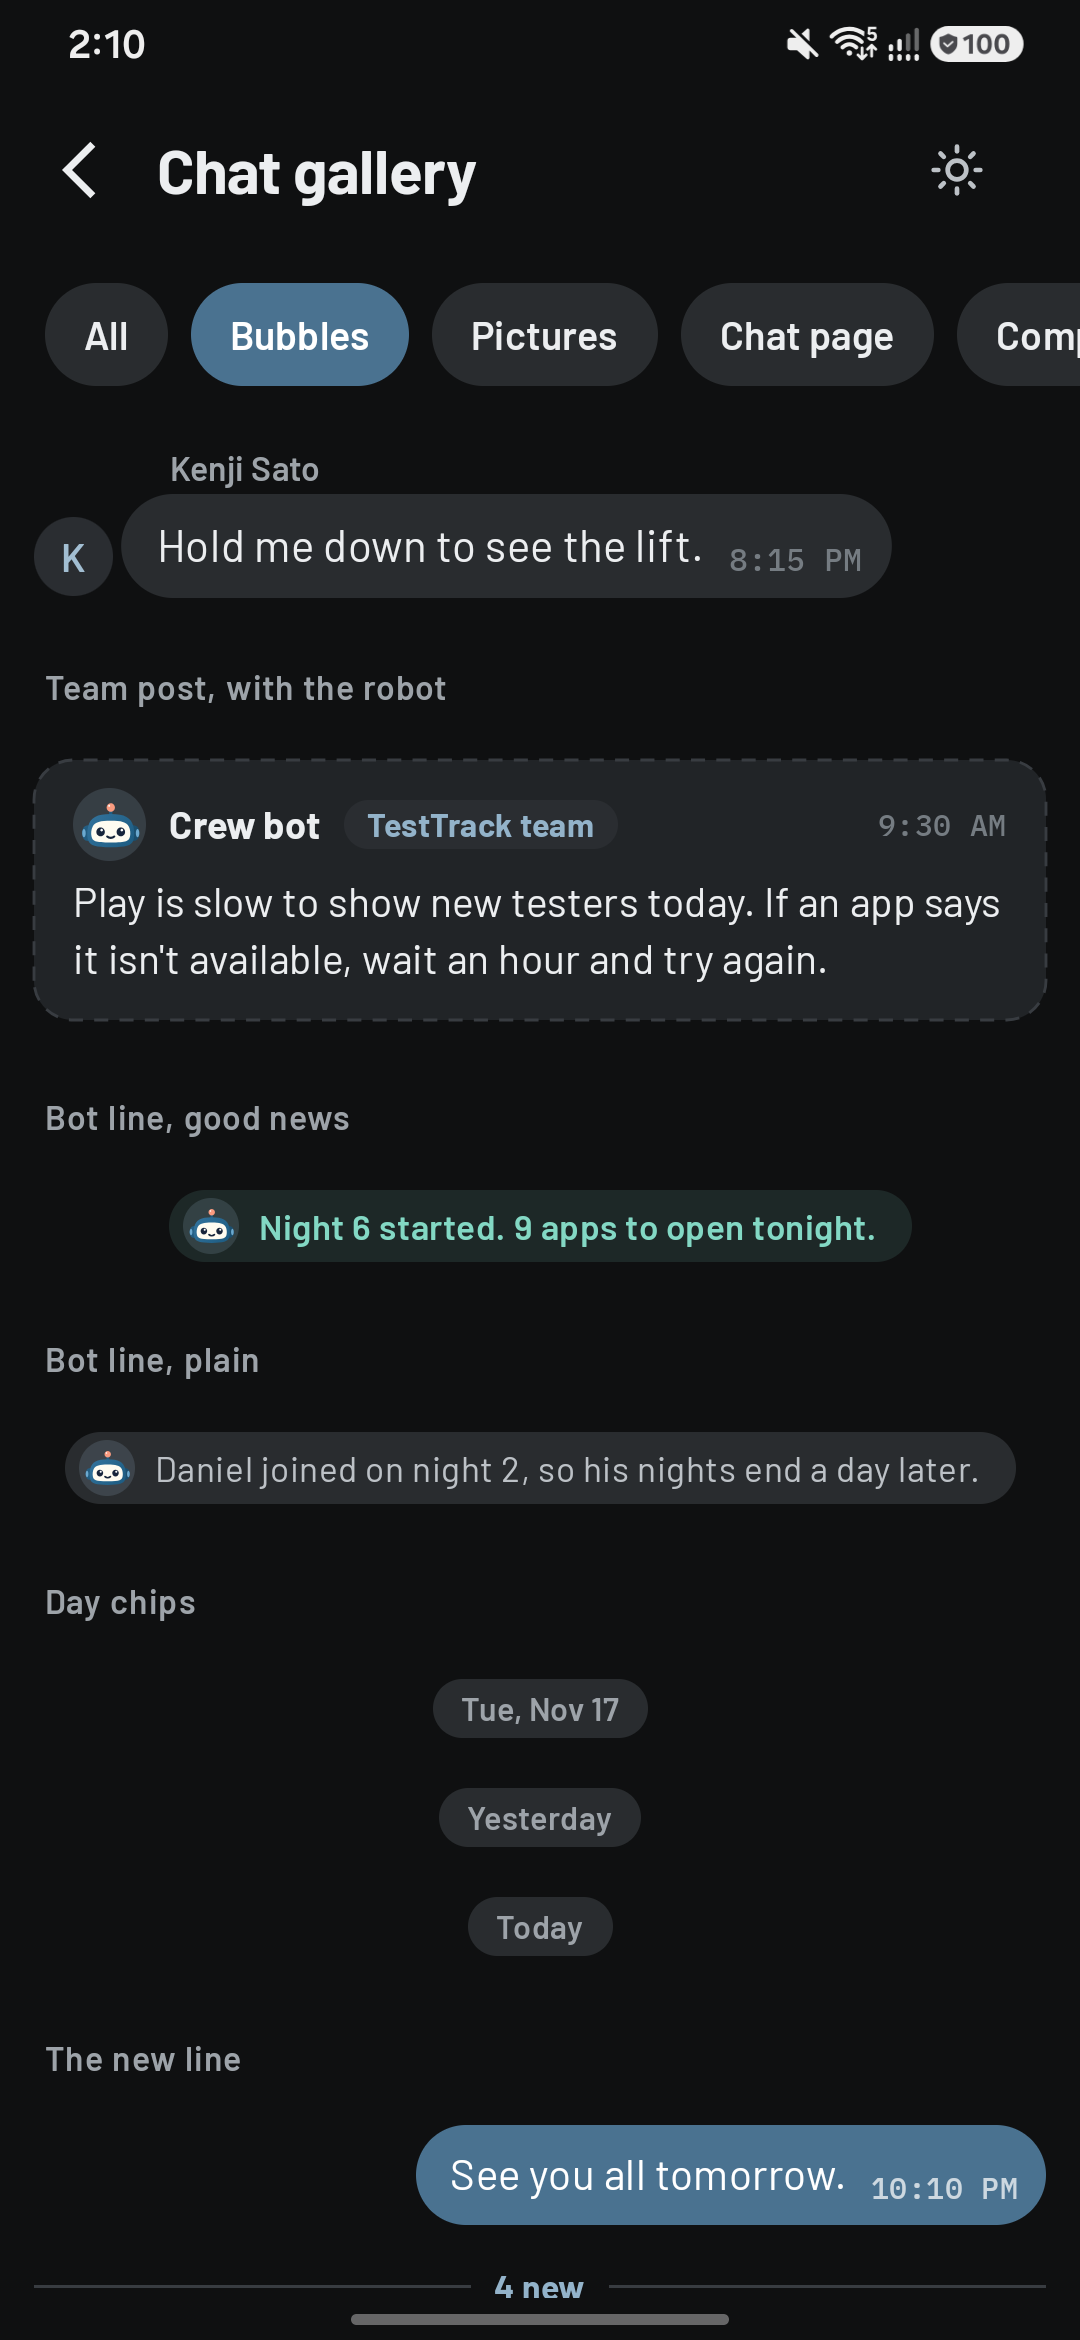 2:10
5
100
Chat gallery
All
Bubbles
Pictures
Chat page
Comp
Kenji Sato
K
Hold me down to see the lift.
8:15 PM
Team post, with the robot
Crew bot
TestTrack team
9:30 AM
Play is slow to show new testers today. If an app says
it isn't available, wait an hour and try again.
Bot line, good news
Night 6 started. 9 apps to open tonight.
Bot line, plain
Daniel joined on night 2, so his nights end a day later.
Day chips
Tue, Nov 17
Yesterday
Today
The new line
See you all tomorrow.
10:10 PM
4 new